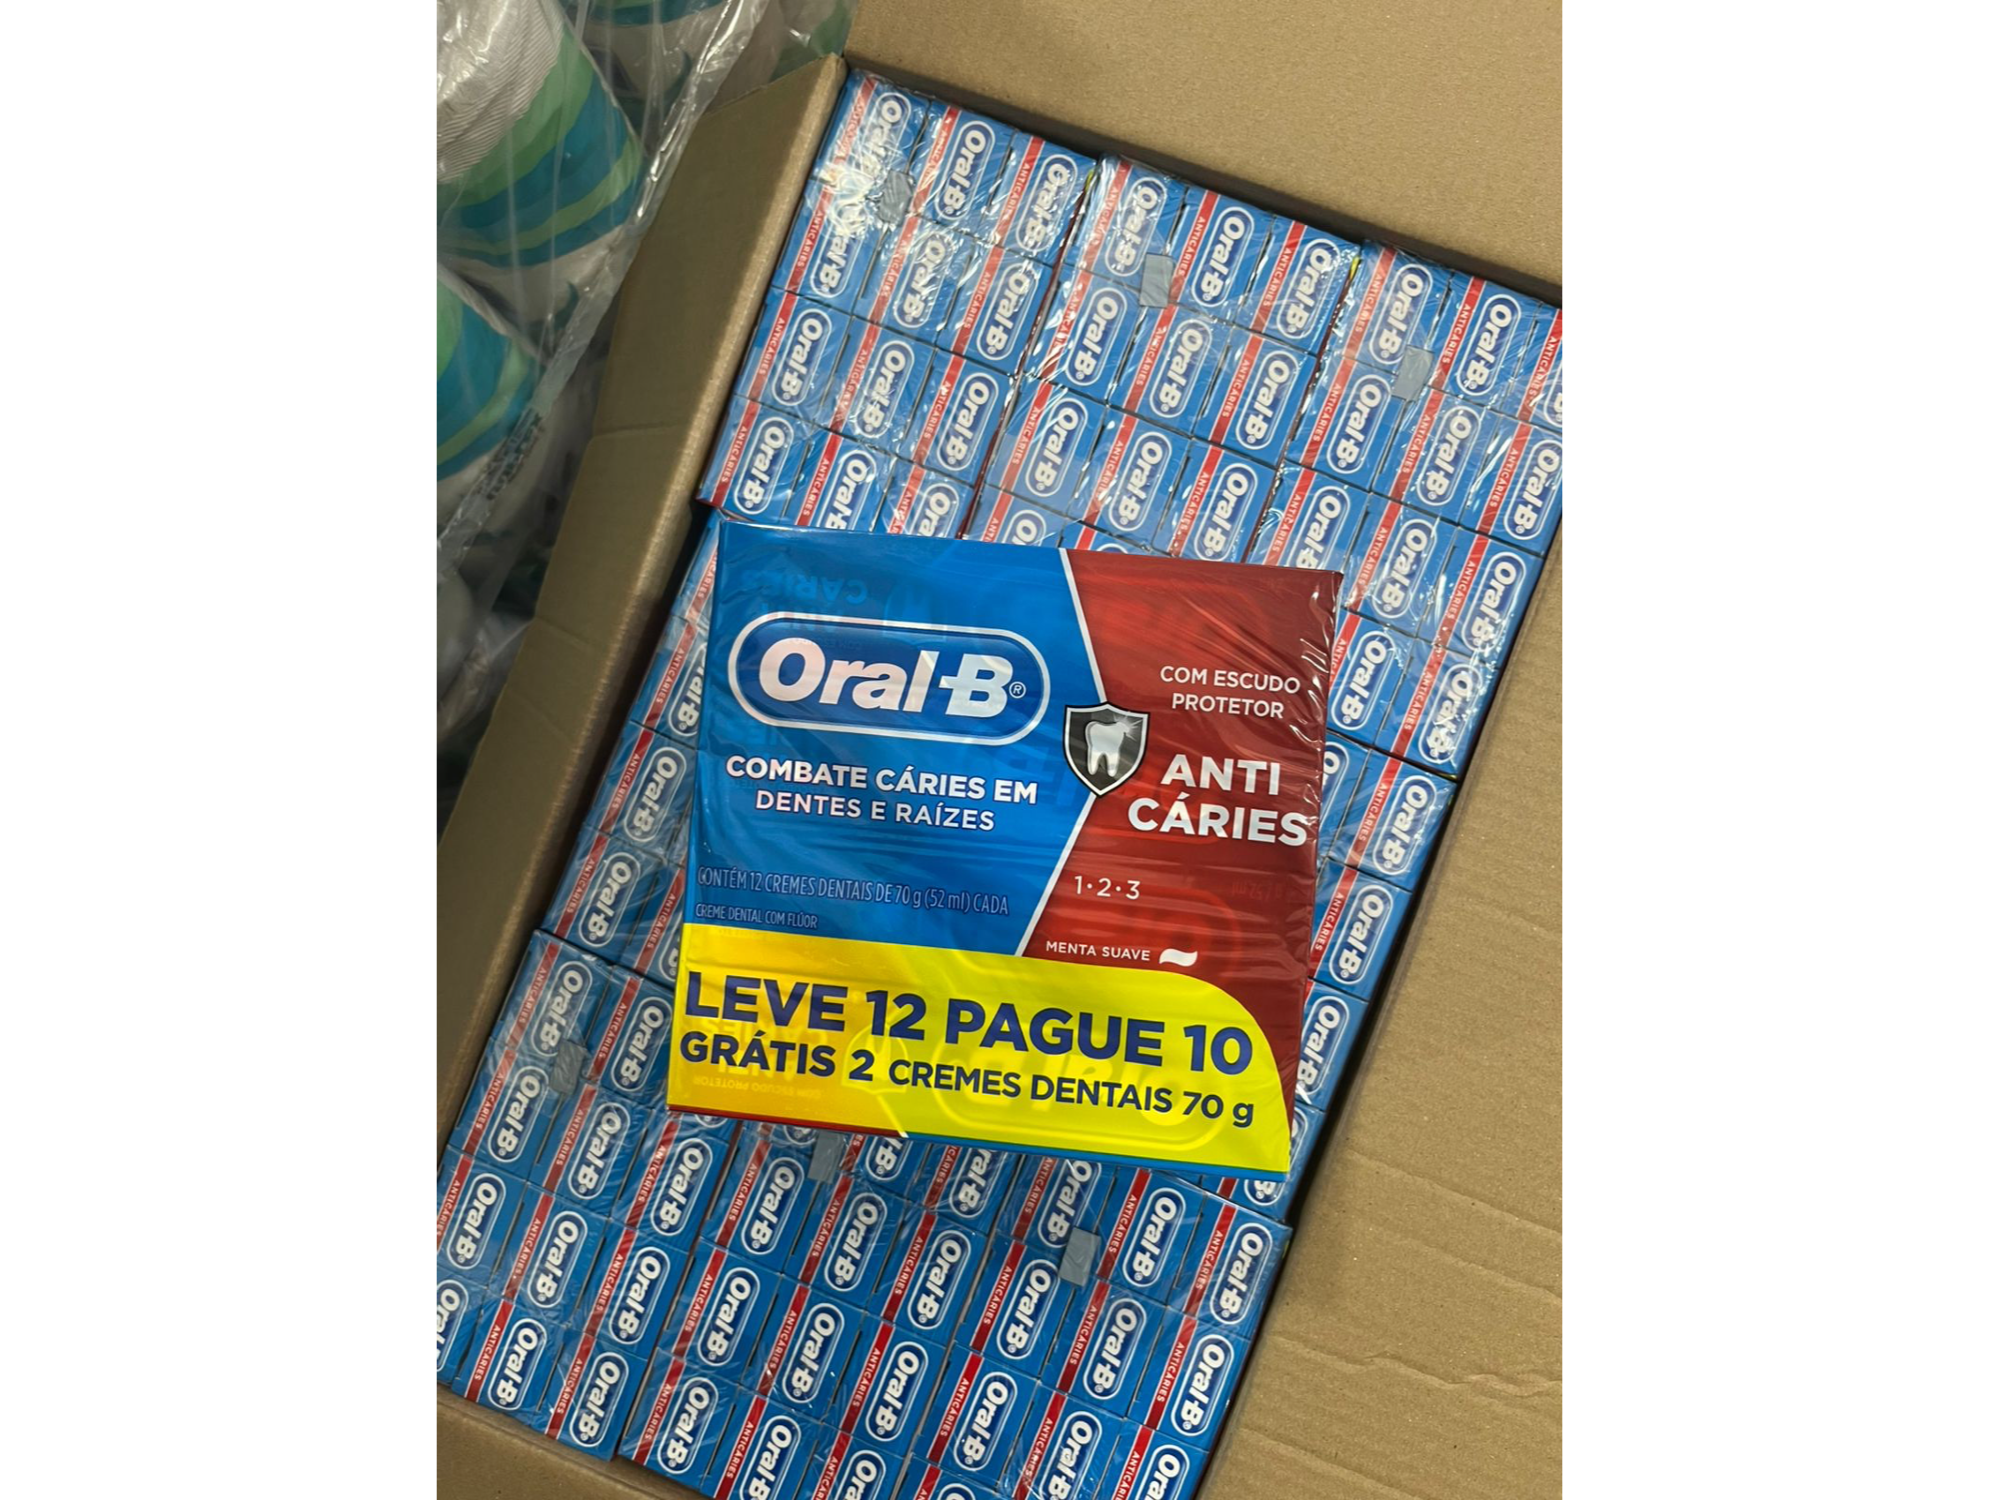 Oral-B®
COMBATE CÁRIES EM
DENTES E RAÍZES
CONTÉM 12 CREMES DENTAIS DE 70 g (52 ml) CADA
CREME DENTAL COM FLÚOR
COM ESCUDO
PROTETOR
ANTI
CÁRIES
1•2•3
MENTA SUAVE
LEVE 12 PAGUE 10
GRÁTIS 2 CREMES DENTAIS 70 g
ANTICÁRIES
Oral-B®